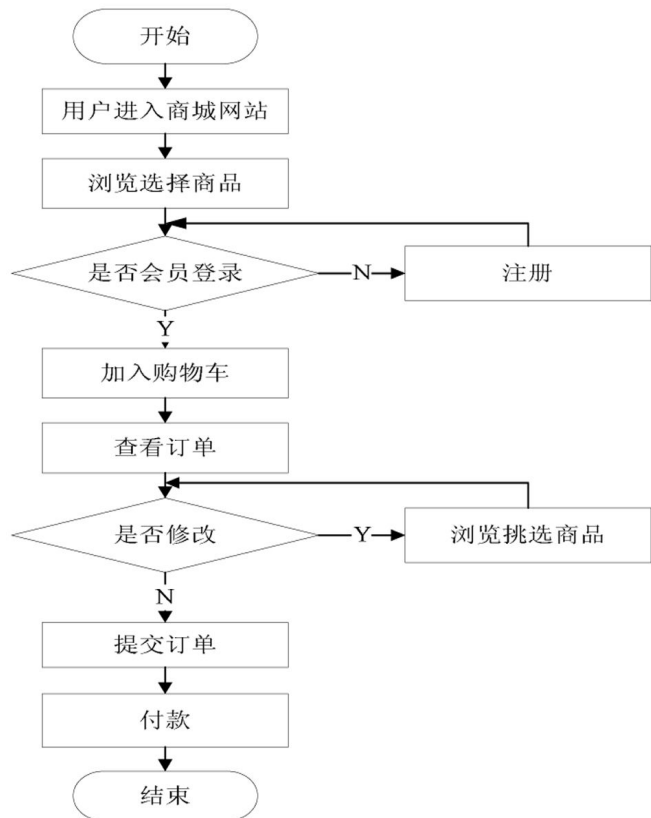 开始
用户进入商城网站
浏览选择商品
是否会员登录
N
注册
Y
加入购物车
查看订单
是否修改
Y
浏览挑选商品
N
提交订单
付款
结束